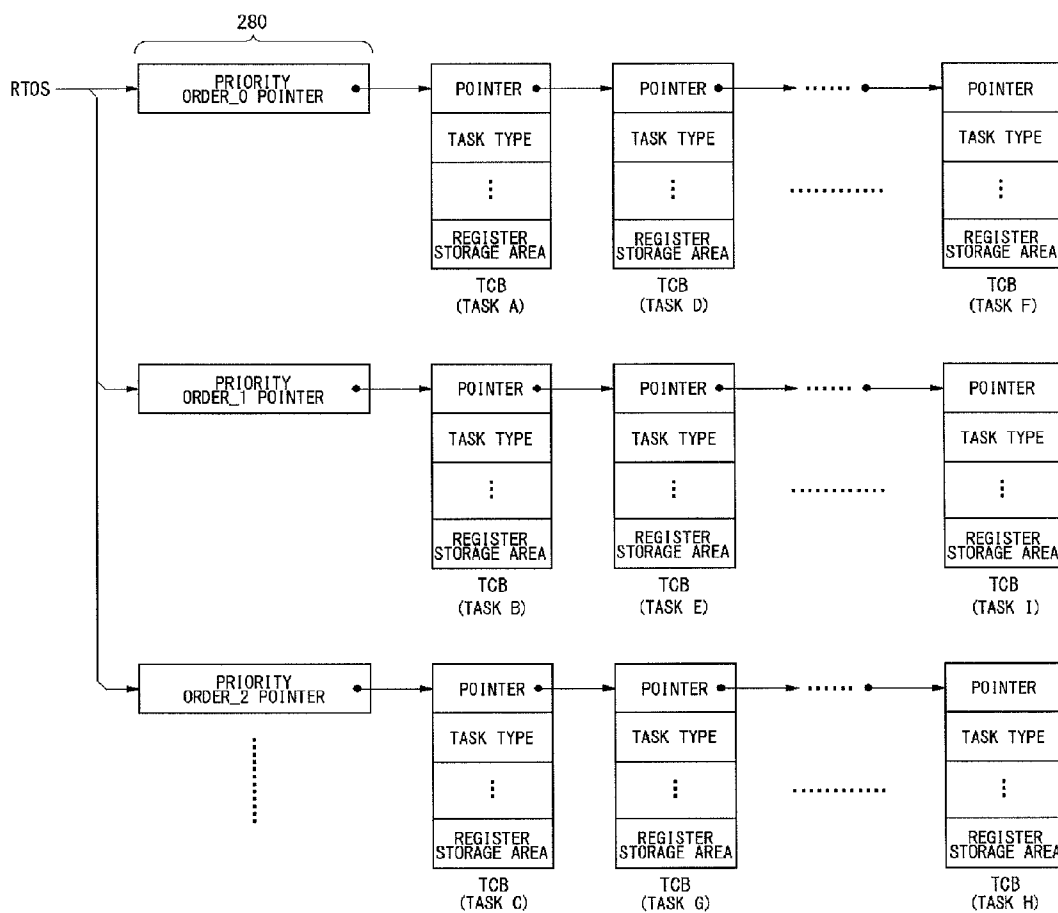 280
RTOS
PRIORITY
ORDER_0 POINTER
POINTER
TASK TYPE
⋮
REGISTER
STORAGE AREA
TCB
(TASK A)
POINTER
TASK TYPE
⋮
REGISTER
STORAGE AREA
TCB
(TASK D)
POINTER
TASK TYPE
⋮
REGISTER
STORAGE AREA
TCB
(TASK F)
PRIORITY
ORDER_1 POINTER
POINTER
TASK TYPE
⋮
REGISTER
STORAGE AREA
TCB
(TASK B)
POINTER
TASK TYPE
⋮
REGISTER
STORAGE AREA
TCB
(TASK E)
POINTER
TASK TYPE
⋮
REGISTER
STORAGE AREA
TCB
(TASK I)
PRIORITY
ORDER_2 POINTER
POINTER
TASK TYPE
⋮
REGISTER
STORAGE AREA
TCB
(TASK C)
POINTER
TASK TYPE
⋮
REGISTER
STORAGE AREA
TCB
(TASK G)
POINTER
TASK TYPE
⋮
REGISTER
STORAGE AREA
TCB
(TASK H)